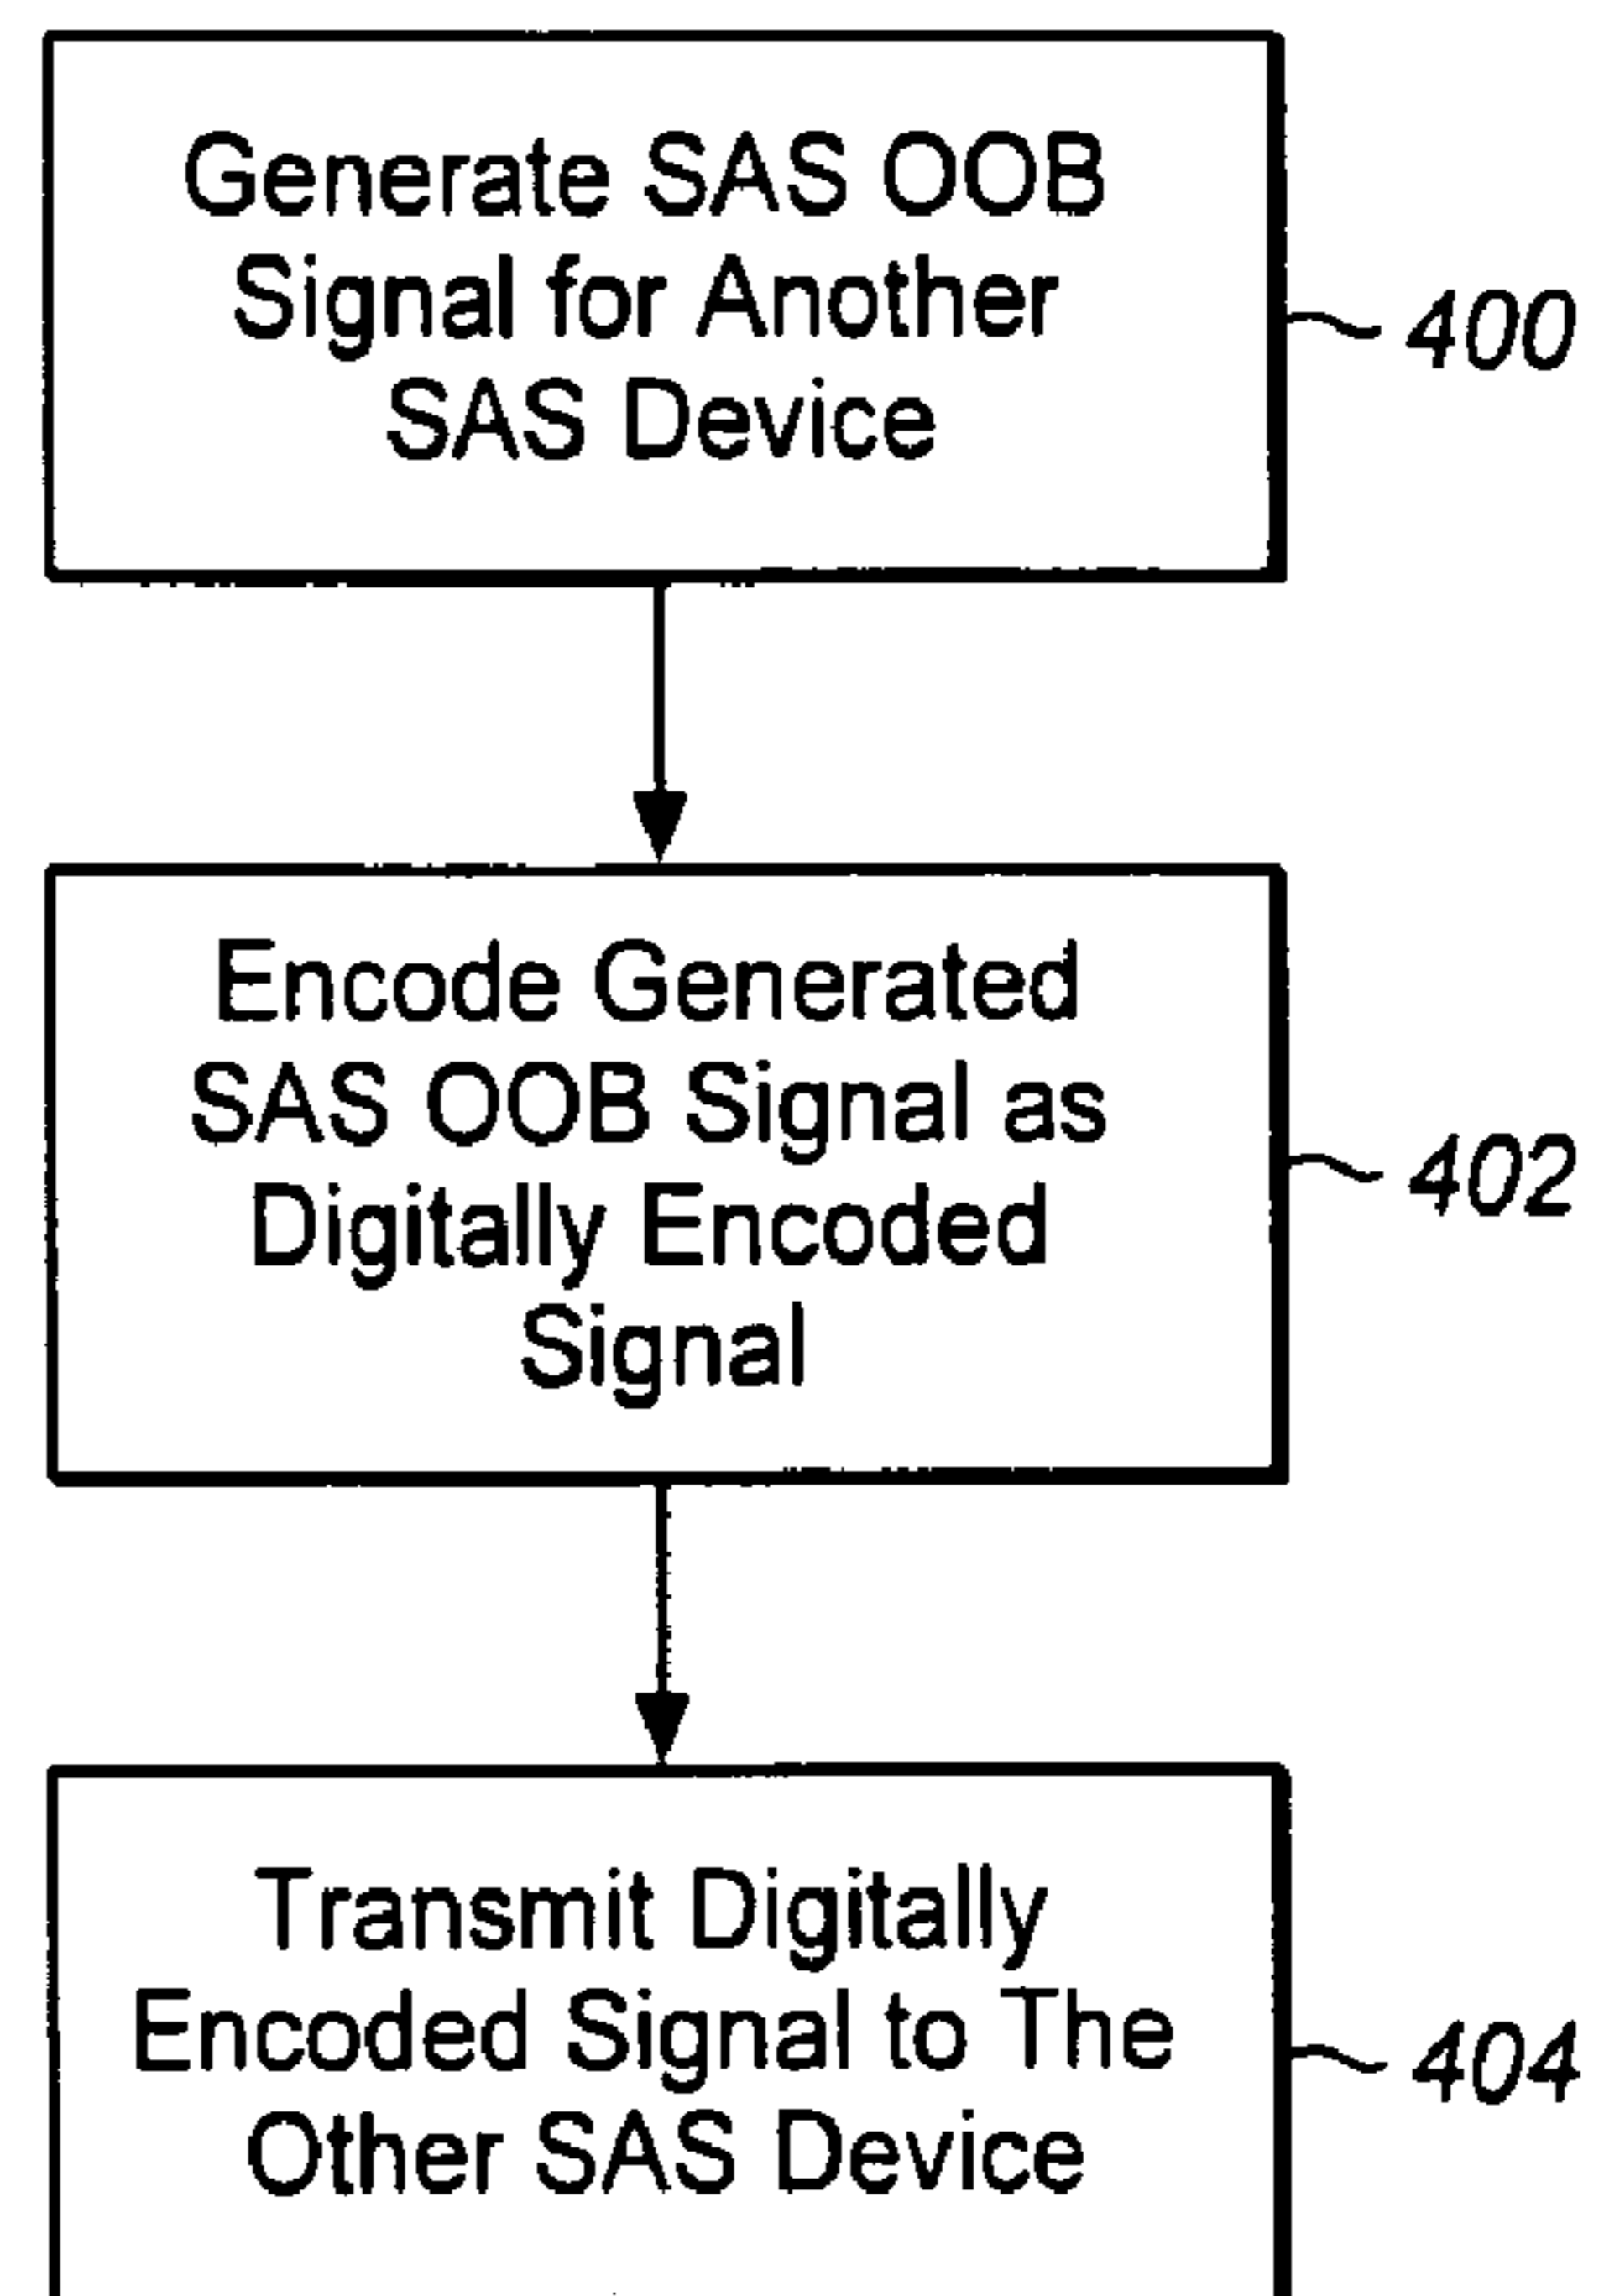 Generate SAS OOB
Signal for Another
SAS Device
400
Encode Generated
SAS OOB Signal as
Digitally Encoded
Signal
402
Transmit Digitally
Encoded Signal to The
Other SAS Device
404